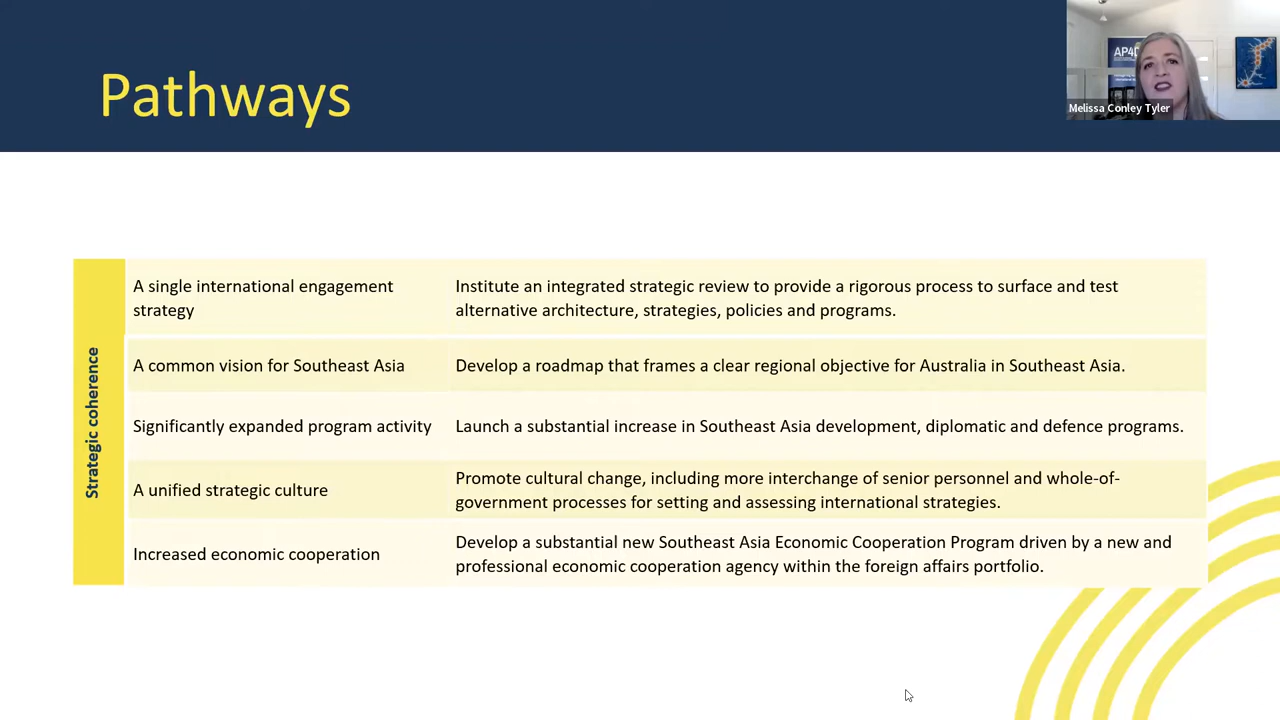 Pathways
AP4D
Melissa Conley Tyler
Strategic coherence
A single international engagement
strategy
Institute an integrated strategic review to provide a rigorous process to surface and test
alternative architecture, strategies, policies and programs.
A common vision for Southeast Asia
Develop a roadmap that frames a clear regional objective for Australia in Southeast Asia.
Significantly expanded program activity
Launch a substantial increase in Southeast Asia development, diplomatic and defence programs.
A unified strategic culture
Promote cultural change, including more interchange of senior personnel and whole-of-
government processes for setting and assessing international strategies.
Increased economic cooperation
Develop a substantial new Southeast Asia Economic Cooperation Program driven by a new and
professional economic cooperation agency within the foreign affairs portfolio.